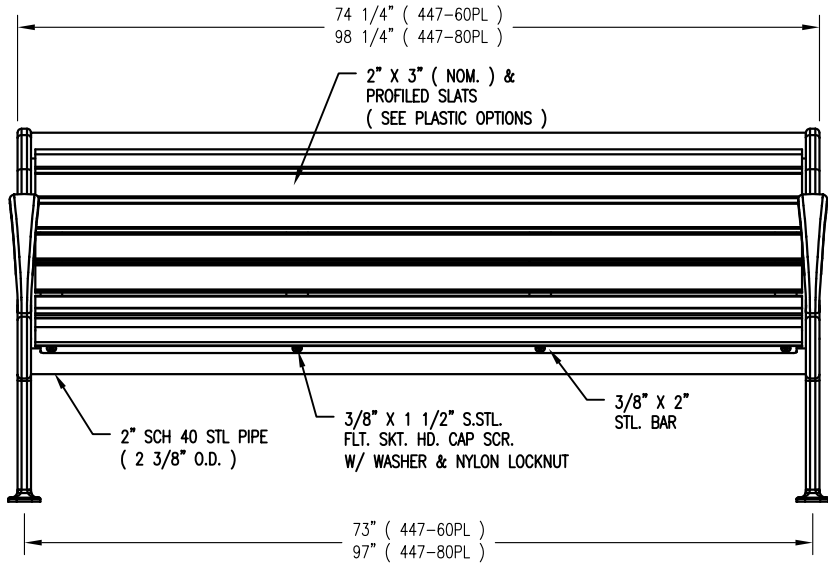 74 1/4" ( 447-60PL )
98 1/4" ( 447-80PL )
2" X 3" ( NOM. ) &
PROFILED SLATS
( SEE PLASTIC OPTIONS )
3/8" X 2"
STL. BAR
3/8" X 1 1/2" S.STL.
FLT. SKT. HD. CAP SCR.
W/ WASHER & NYLON LOCKNUT
2" SCH 40 STL PIPE
( 2 3/8" O.D. )
73" ( 447-60PL )
97" ( 447-80PL )